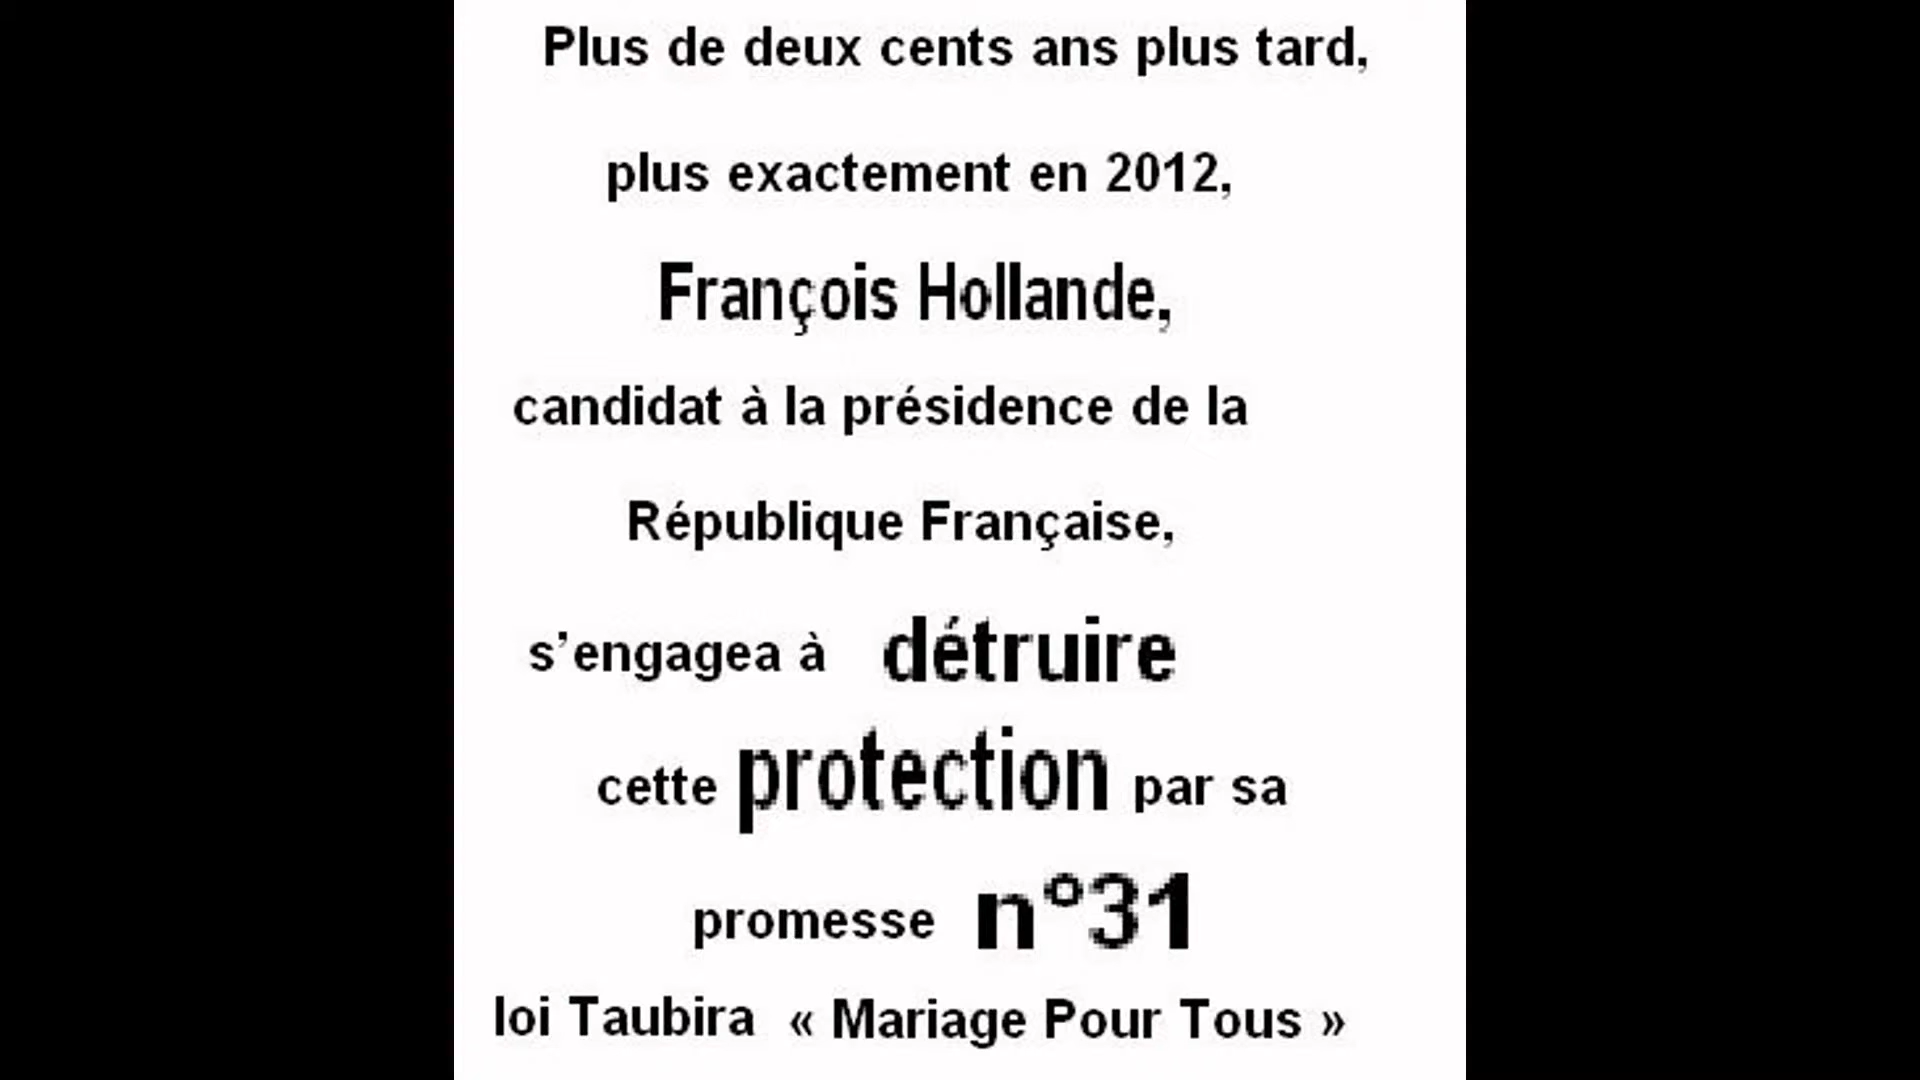 Plus de deux cents ans plus tard,
plus exactement en 2012,
François Hollande,
candidat à la présidence de la
République Française,
s’engagea à détruire
cette protection par sa
promesse n°31
loi Taubira « Mariage Pour Tous »